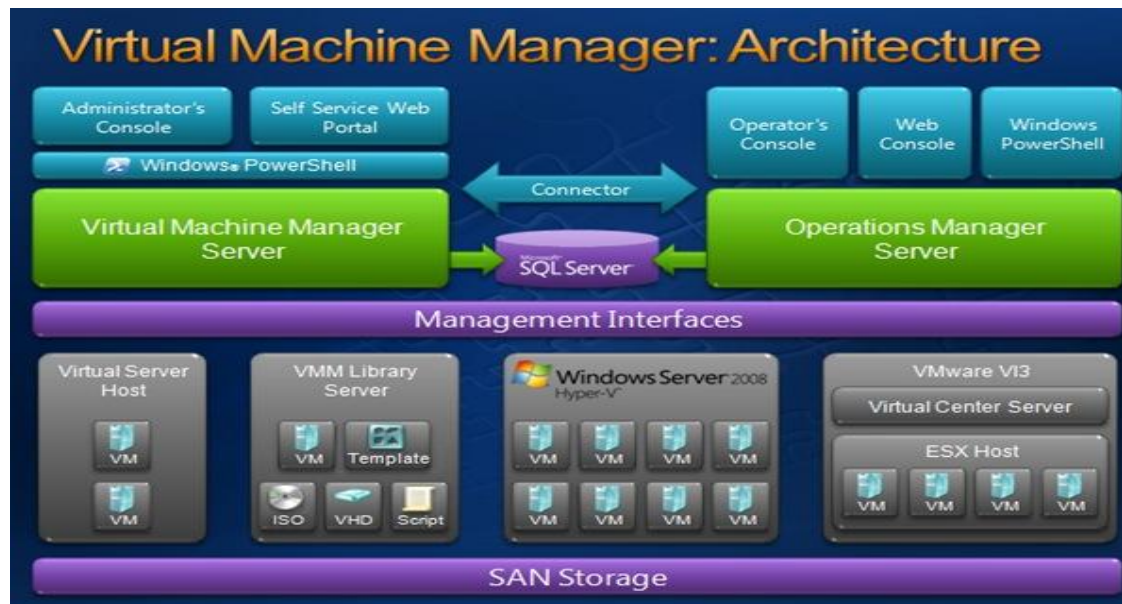 Virtual Machine Manager: Architecture
Administrator's
Console
Self Service Web
Portal
Windows® PowerShell
Virtual Machine Manager
Server
Connector
Microsoft
SQL Server
Operator's
Console
Web
Console
Windows
PowerShell
Operations Manager
Server
Management Interfaces
Virtual Server
Host
VM
VM
VMM Library
Server
VM
Template
ISO
VHD
Script
Windows Server 2008
Hyper-V™
VM
VM
VM
VM
VM
VM
VM
VM
VMware VI3
Virtual Center Server
ESX Host
VM
VM
VM
VM
SAN Storage